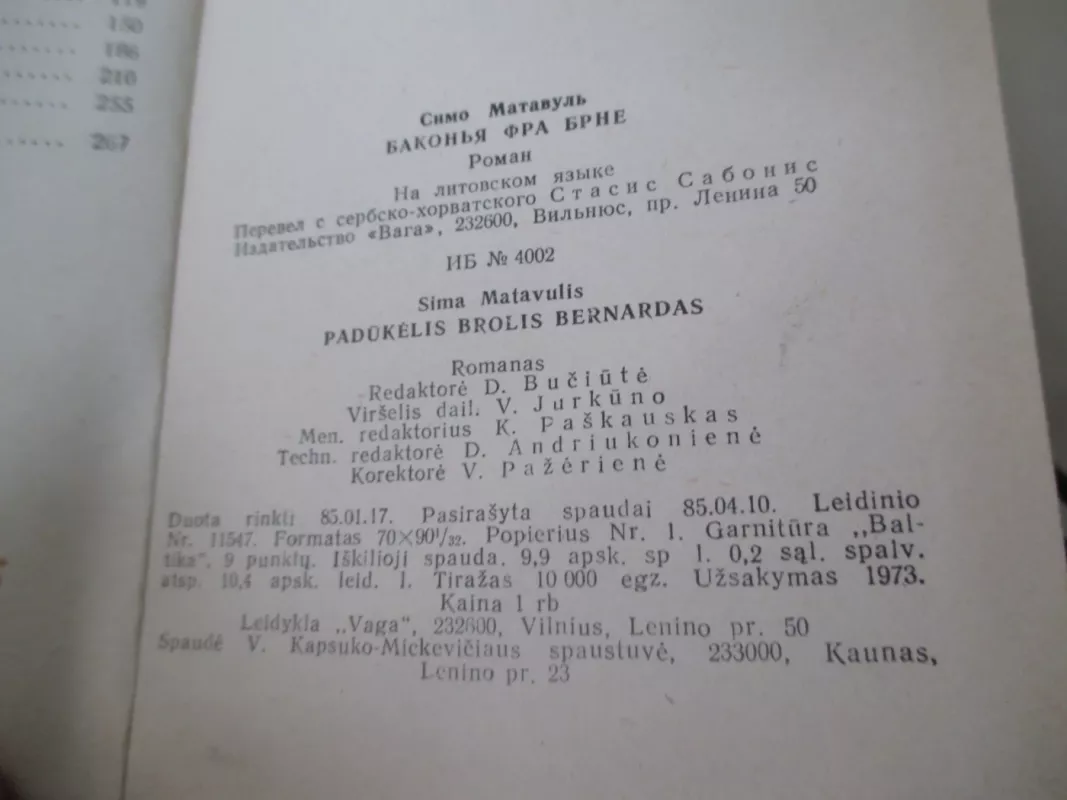 150
186
210
255
267
Симо Матавуль
БАКОНЬЯ ФРА БРНЕ
Роман
На литовском языке
Перевел с сербско-хорватского Стасис Сабонис
Издательство «Вага», 232600, Вильнюс, пр. Ленина 50
ИБ № 4002
Sima Matavulis
PADŪKĖLIS BROLIS BERNARDAS
Romanas
Redaktorė D. Bučiūtė
Viršelis dail. V. Jurkūno
Men. redaktorius K. Paškauskas
Techn. redaktorė D. Andriukonienė
Korektorė V. Pažėrienė
Duota rinkti 85.01.17. Pasirašyta spaudai 85.04.10. Leidinio
Nr. 11547. Formatas 70×90¹/₃₂. Popierius Nr. 1. Garnitūra „Bal-
tika“. 9 punktų. Iškilioji spauda. 9,9 apsk. sp l. 0,2 sąl. spalv.
atsp. 10,4 apsk. leid. l. Tiražas 10 000 egz. Užsakymas 1973.
Kaina 1 rb
Leidykla „Vaga“, 232600, Vilnius, Lenino pr. 50
Spaudė V. Kapsuko-Mickevičiaus spaustuvė, 233000, Kaunas,
Lenino pr. 23